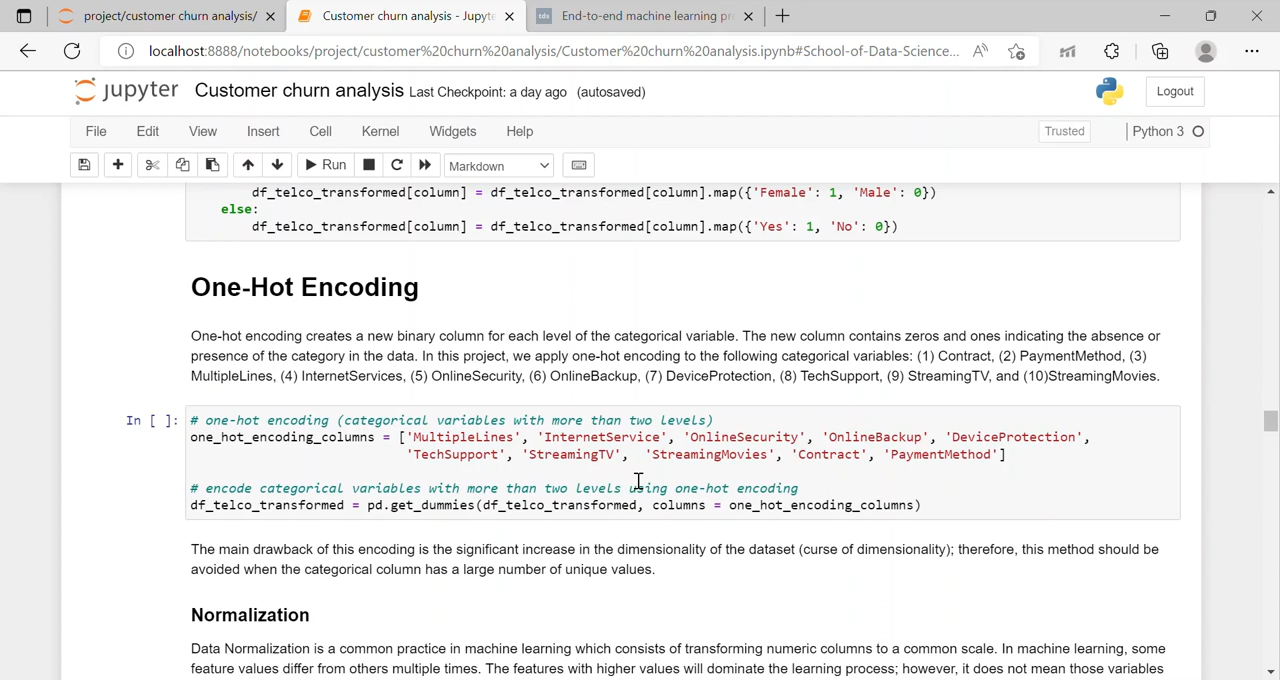 project/customer churn analysis/
Customer churn analysis - Jupyte
tds
End-to-end machine learning pr
localhost:8888/notebooks/project/customer%20churn%20analysis/Customer%20churn%20analysis.ipynb#School-of-Data-Science...
jupyter
Customer churn analysis Last Checkpoint: a day ago (autosaved)
Logout
File Edit View Insert Cell Kernel Widgets Help
Trusted
Python 3
Run
Markdown
df_telco_transformed[column] = df_telco_transformed[column].map({'Female': 1, 'Male': 0})
else:
df_telco_transformed[column] = df_telco_transformed[column].map({'Yes': 1, 'No': 0})
One-Hot Encoding
One-hot encoding creates a new binary column for each level of the categorical variable. The new column contains zeros and ones indicating the absence or
presence of the category in the data. In this project, we apply one-hot encoding to the following categorical variables: (1) Contract, (2) PaymentMethod, (3)
MultipleLines, (4) InternetServices, (5) OnlineSecurity, (6) OnlineBackup, (7) DeviceProtection, (8) TechSupport, (9) StreamingTV, and (10)StreamingMovies.
In [ ]:
# one-hot encoding (categorical variables with more than two levels)
one_hot_encoding_columns = ['MultipleLines', 'InternetService', 'OnlineSecurity', 'OnlineBackup', 'DeviceProtection',
'TechSupport', 'StreamingTV',  'StreamingMovies', 'Contract', 'PaymentMethod']
# encode categorical variables with more than two levels using one-hot encoding
df_telco_transformed = pd.get_dummies(df_telco_transformed, columns = one_hot_encoding_columns)
The main drawback of this encoding is the significant increase in the dimensionality of the dataset (curse of dimensionality); therefore, this method should be
avoided when the categorical column has a large number of unique values.
Normalization
Data Normalization is a common practice in machine learning which consists of transforming numeric columns to a common scale. In machine learning, some
feature values differ from others multiple times. The features with higher values will dominate the learning process; however, it does not mean those variables